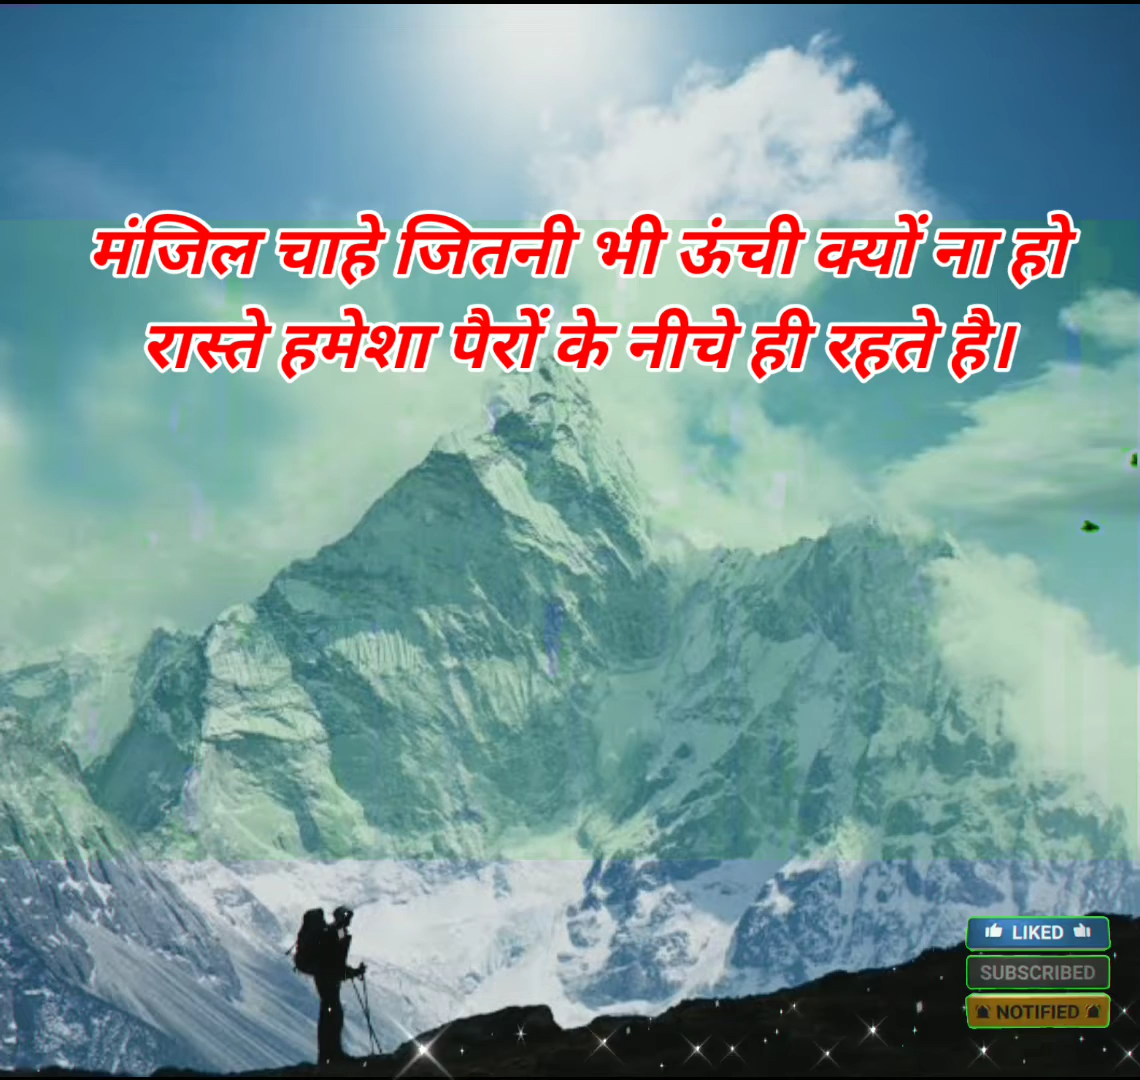 मंजिल चाहे जितनी भी ऊंची क्यों ना हो
रास्ते हमेशा पैरों के नीचे ही रहते है।
LIKED
SUBSCRIBED
NOTIFIED